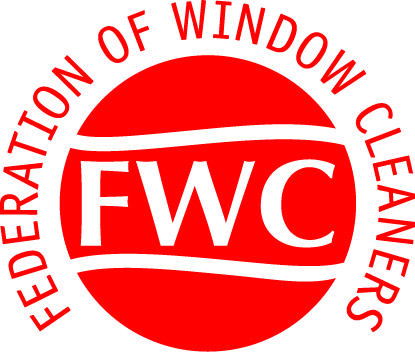 FEDERATION OF WINDOW CLEANERS
FWC